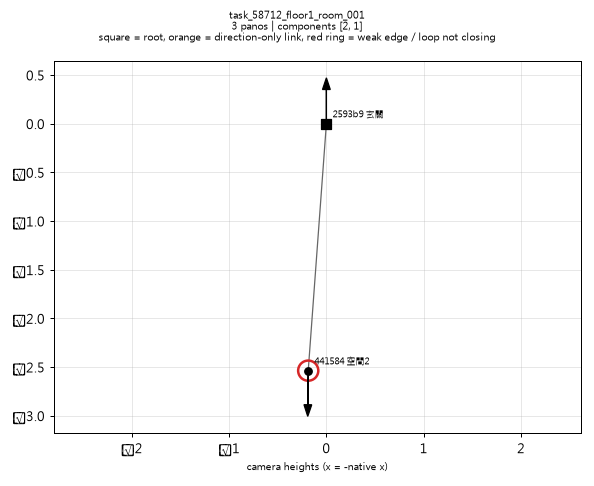 task_58712_floor1_room_001
3 panos | components [2, 1]
square = root, orange = direction-only link, red ring = weak edge / loop not closing
0.5
2593b9 玄關
0.0
0.5
1.0
1.5
2.0
441584 空間2
2.5
3.0
2 1 0 1 2
camera heights (x = -native x)